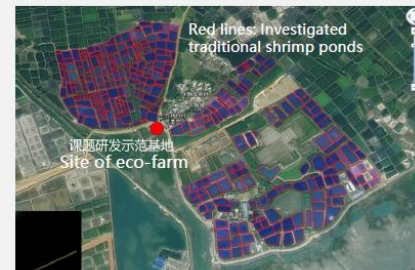 Red lines: Investigated
traditional shrimp ponds
课题研发示范基地
Site of eco-farm